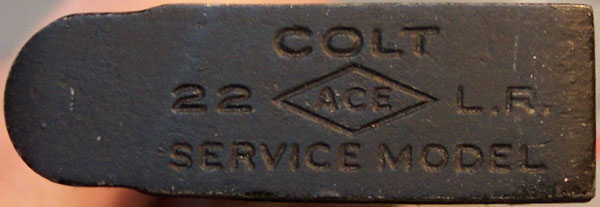 COLT
22 ACE L.R.
SERVICE MODEL